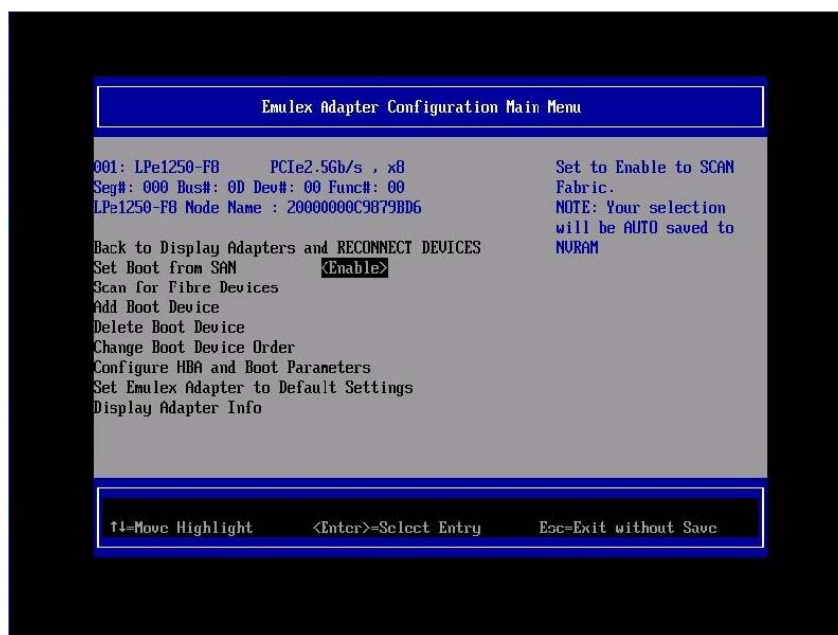 Emulex Adapter Configuration Main Menu
001: LPe1250-F8 PCIe2.5Gb/s , x8
Seg#: 000 Bus#: 0D Dev#: 00 Func#: 00
LPe1250-F8 Node Name : 20000000C9879BD6
Back to Display Adapters and RECONNECT DEVICES
Set Boot from SAN <Enable>
Scan for Fibre Devices
Add Boot Device
Delete Boot Device
Change Boot Device Order
Configure HBA and Boot Parameters
Set Emulex Adapter to Default Settings
Display Adapter Info
Set to Enable to SCAN
Fabric.
NOTE: Your selection
will be AUTO saved to
NVRAM
↑↓=Move Highlight <Enter>=Select Entry Esc=Exit without Save